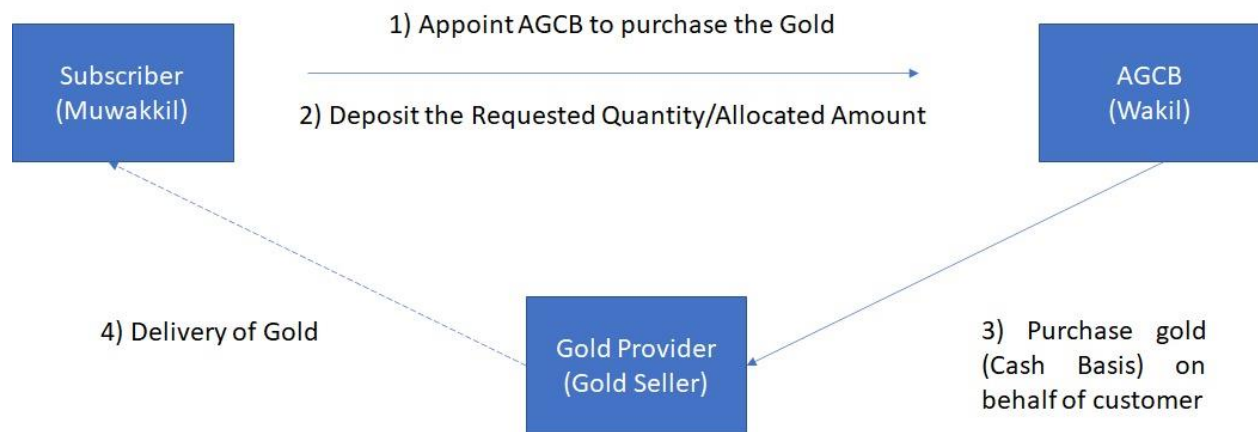 1) Appoint AGCB to purchase the Gold
Subscriber
(Muwakkil)
AGCB
(Wakil)
2) Deposit the Requested Quantity/Allocated Amount
4) Delivery of Gold
Gold Provider
(Gold Seller)
3) Purchase gold
(Cash Basis) on
behalf of customer